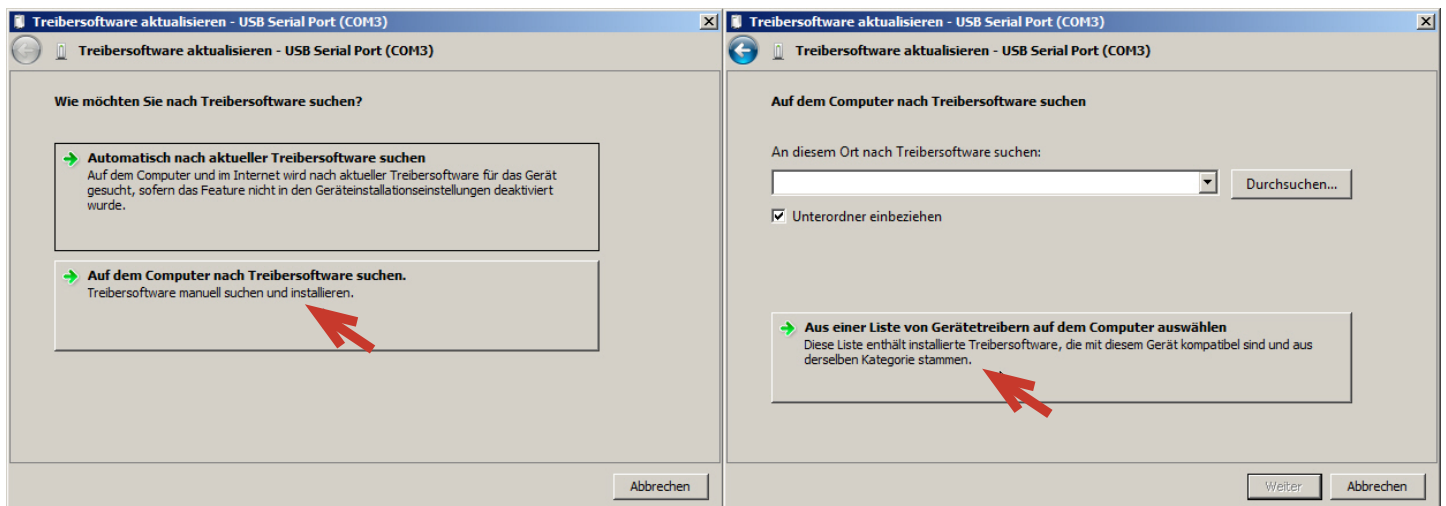 Treibersoftware aktualisieren - USB Serial Port (COM3)
Treibersoftware aktualisieren - USB Serial Port (COM3)
Wie möchten Sie nach Treibersoftware suchen?
Automatisch nach aktueller Treibersoftware suchen
Auf dem Computer und im Internet wird nach aktueller Treibersoftware für das Gerät
gesucht, sofern das Feature nicht in den Geräteinstallationseinstellungen deaktiviert
wurde.
Auf dem Computer nach Treibersoftware suchen.
Treibersoftware manuell suchen und installieren.
Abbrechen
Treibersoftware aktualisieren - USB Serial Port (COM3)
Treibersoftware aktualisieren - USB Serial Port (COM3)
Auf dem Computer nach Treibersoftware suchen
An diesem Ort nach Treibersoftware suchen:
Durchsuchen...
Unterordner einbeziehen
Aus einer Liste von Gerätetreibern auf dem Computer auswählen
Diese Liste enthält installierte Treibersoftware, die mit diesem Gerät kompatibel sind und aus
derselben Kategorie stammen.
Weiter
Abbrechen